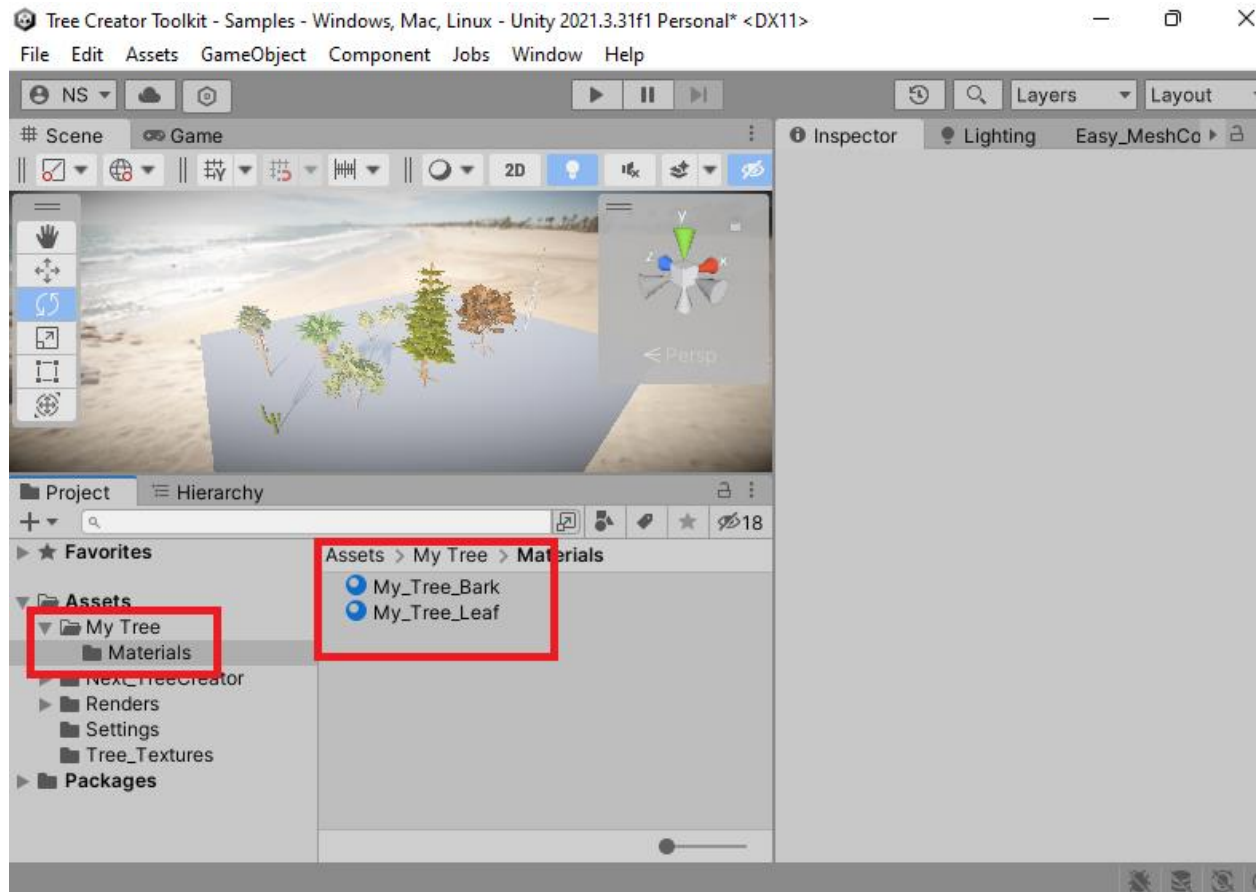 Tree Creator Toolkit - Samples - Windows, Mac, Linux - Unity 2021.3.31f1 Personal* <DX11>
File Edit Assets GameObject Component Jobs Window Help
NS
Layers
Layout
Scene
Game
Inspector
Lighting
Easy_MeshCo
2D
y
z
x
Persp
Project
Hierarchy
18
Favorites
Assets > My Tree > Materials
My_Tree_Bark
My_Tree_Leaf
Assets
My Tree
Materials
Next_TreeCreator
Renders
Settings
Tree_Textures
Packages